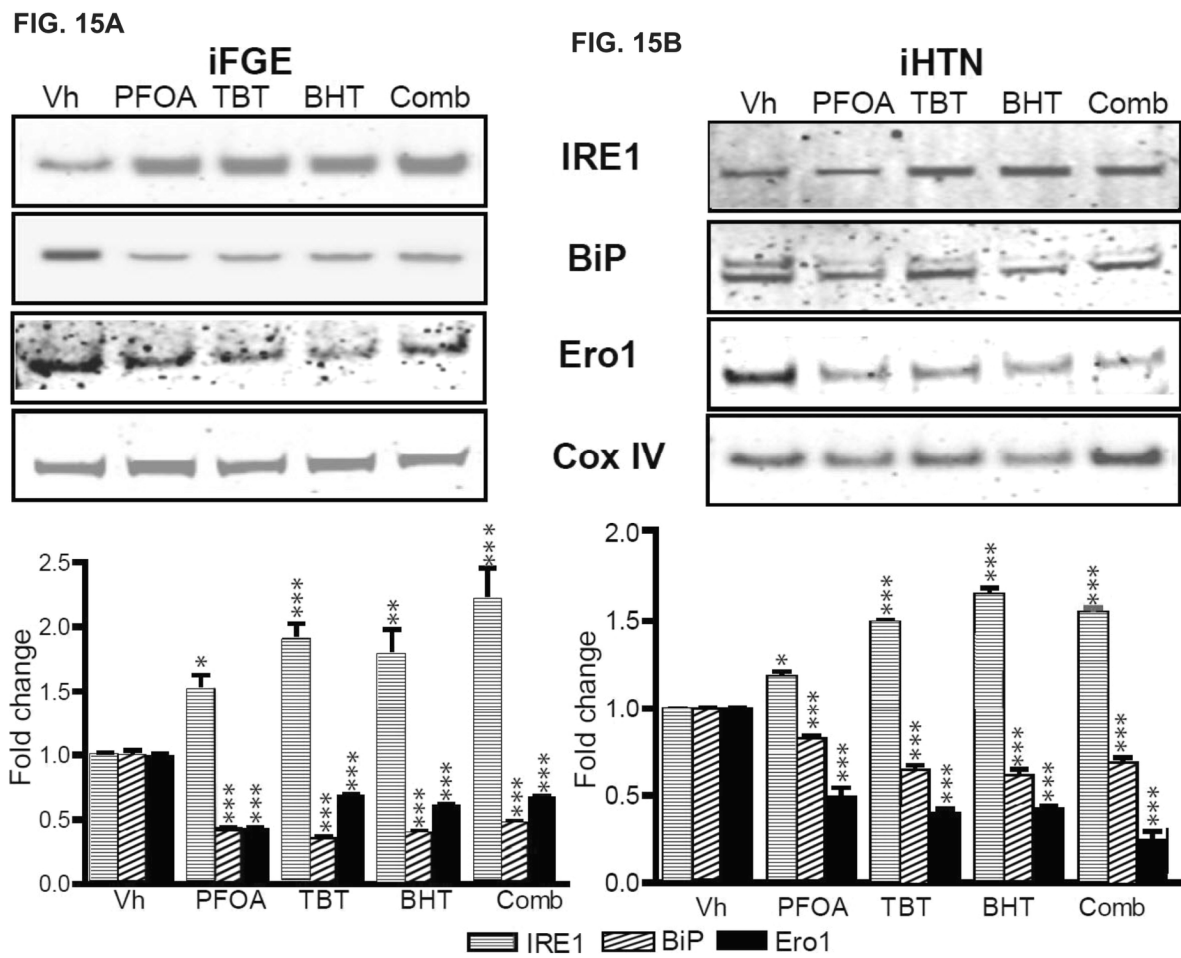 FIG. 15A
iFGE
Vh PFOA TBT BHT Comb
FIG. 15B
iHTN
Vh PFOA TBT BHT Comb
IRE1
BiP
Ero1
Cox IV
Fold change
2.5
2.0
1.5
1.0
0.5
0.0
*
***
***
***
***
***
**
***
***
***
***
***
Vh PFOA TBT BHT Comb
Fold change
2.0
1.5
1.0
0.5
0.0
*
***
***
***
***
***
***
***
***
***
***
***
Vh PFOA TBT BHT Comb
IRE1 BiP Ero1